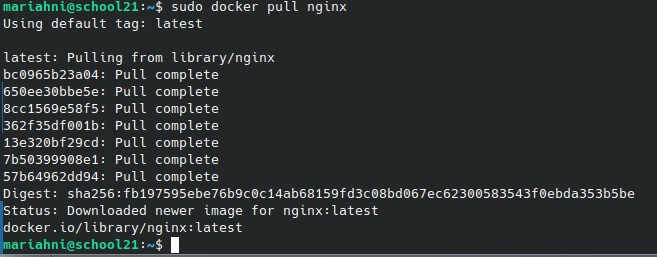 mariahni@school21:~$ sudo docker pull nginx
Using default tag: latest
latest: Pulling from library/nginx
bc0965b23a04: Pull complete
650ee30bbe5e: Pull complete
8cc1569e58f5: Pull complete
362f35df001b: Pull complete
13e320bf29cd: Pull complete
7b50399908e1: Pull complete
57b64962dd94: Pull complete
Digest: sha256:fb197595ebe76b9c0c14ab68159fd3c08bd067ec62300583543f0ebda353b5be
Status: Downloaded newer image for nginx:latest
docker.io/library/nginx:latest
mariahni@school21:~$